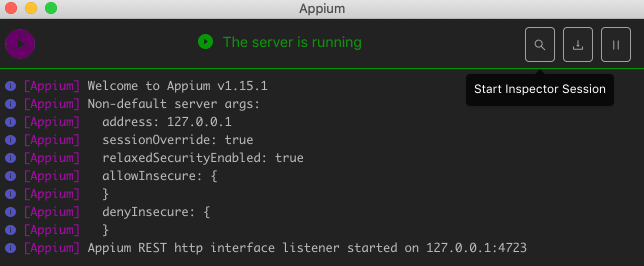 Appium
The server is running
Start Inspector Session
[Appium] Welcome to Appium v1.15.1
[Appium] Non-default server args:
[Appium]   address: 127.0.0.1
[Appium]   sessionOverride: true
[Appium]   relaxedSecurityEnabled: true
[Appium]   allowInsecure: {
[Appium]   }
[Appium]   denyInsecure: {
[Appium]   }
[Appium] Appium REST http interface listener started on 127.0.0.1:4723